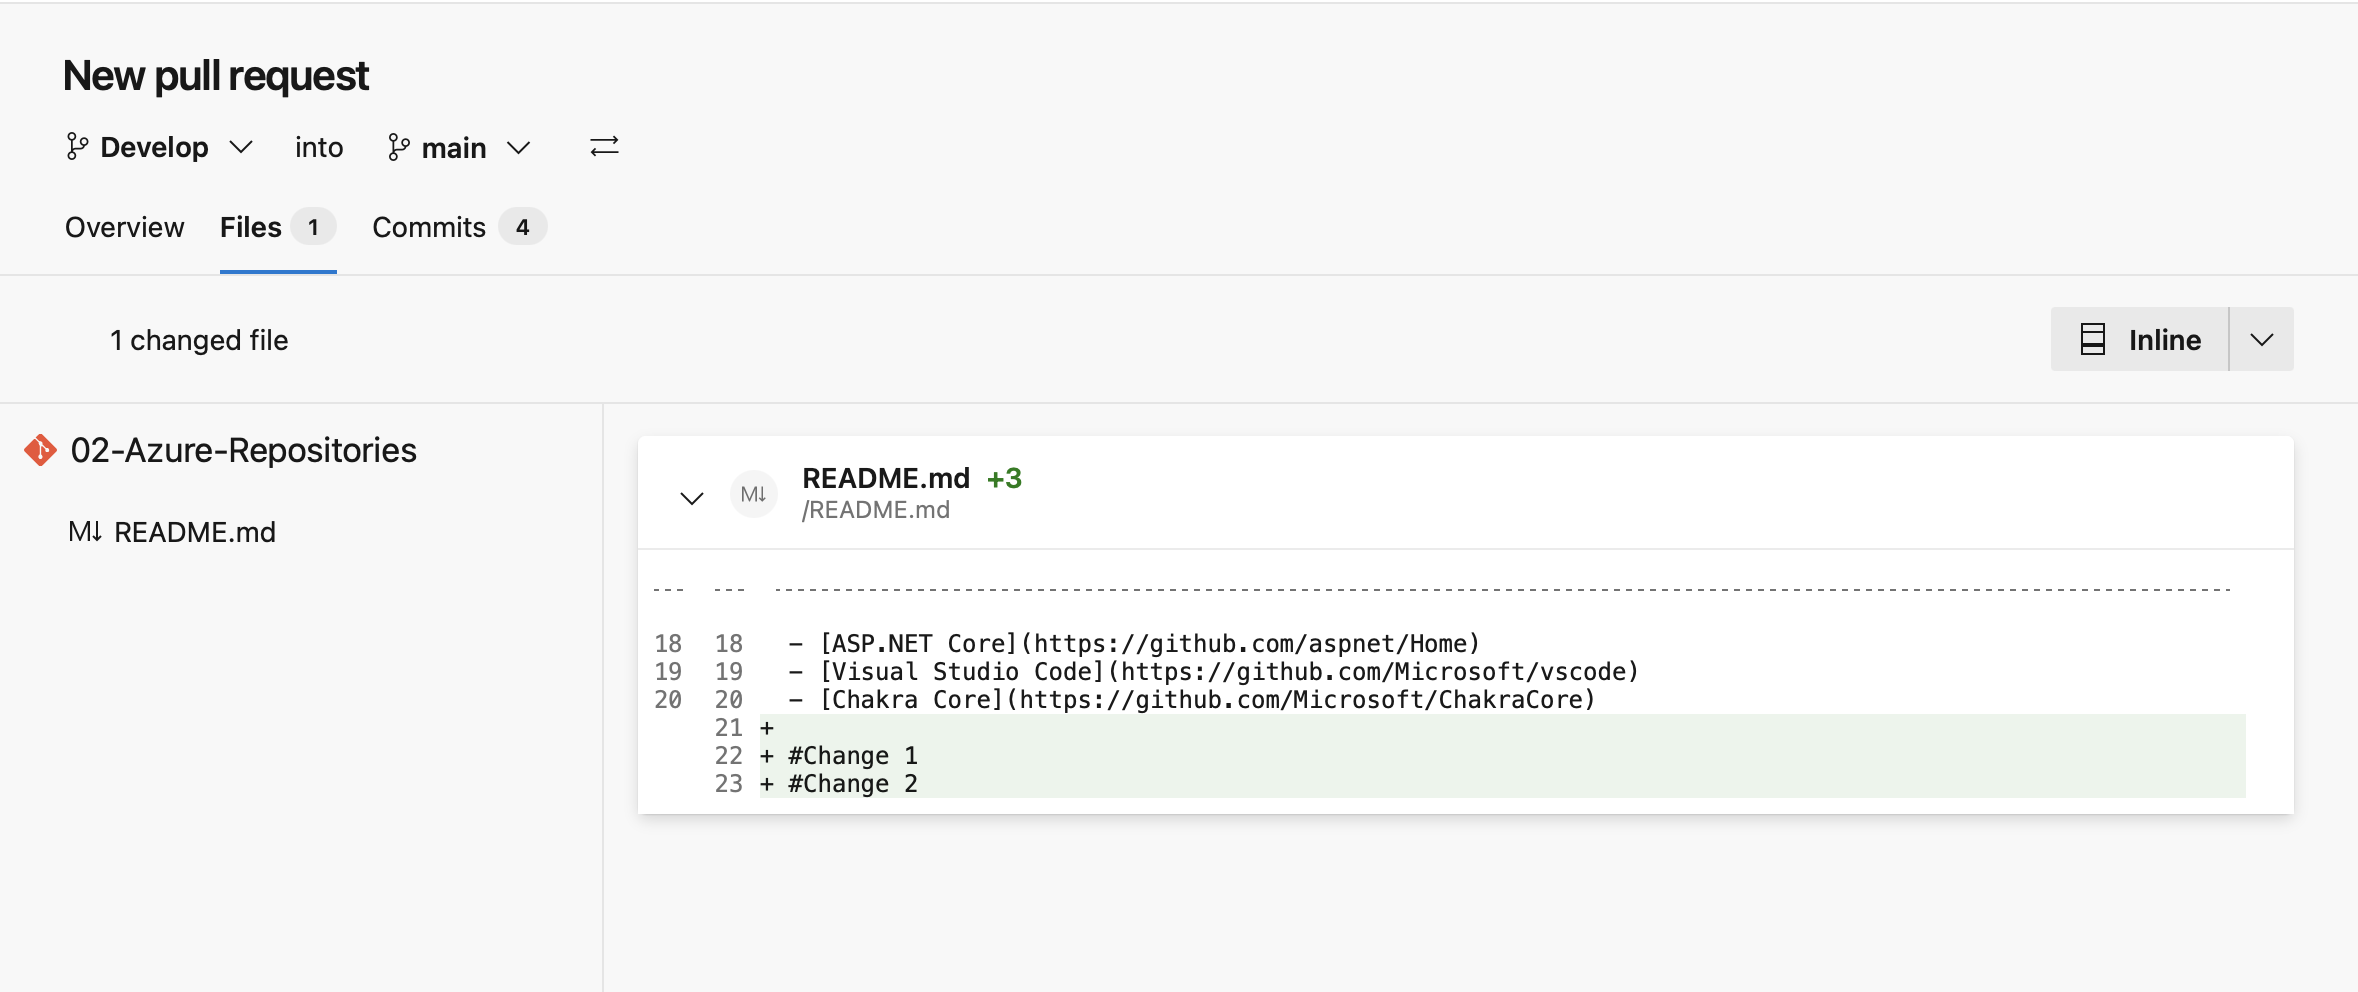 New pull request
Develop into main
Overview Files 1 Commits 4
1 changed file
Inline
02-Azure-Repositories
M↓ README.md
M↓ README.md +3
/README.md
--- ---
18 18 - [ASP.NET Core](https://github.com/aspnet/Home)
19 19 - [Visual Studio Code](https://github.com/Microsoft/vscode)
20 20 - [Chakra Core](https://github.com/Microsoft/ChakraCore)
21 +
22 + #Change 1
23 + #Change 2